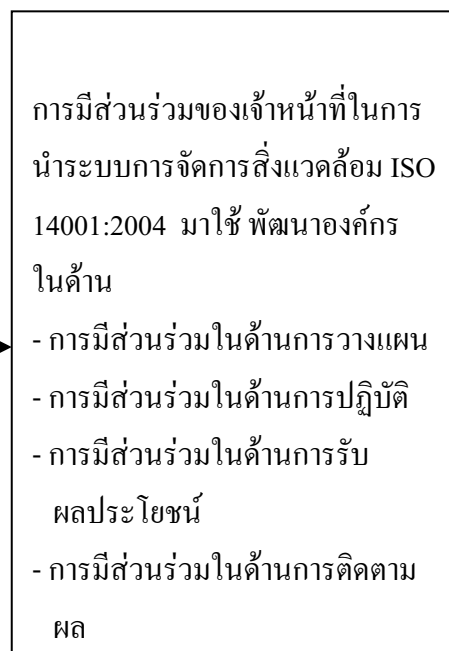 การมีส่วนร่วมของเจ้าหน้าที่ในการ
นำระบบการจัดการสิ่งแวดล้อม ISO
14001:2004 มาใช้ พัฒนาองค์กร
ในด้าน
- การมีส่วนร่วมในด้านการวางแผน
- การมีส่วนร่วมในด้านการปฏิบัติ
- การมีส่วนร่วมในด้านการรับ
ผลประโยชน์
- การมีส่วนร่วมในด้านการติดตาม
ผล